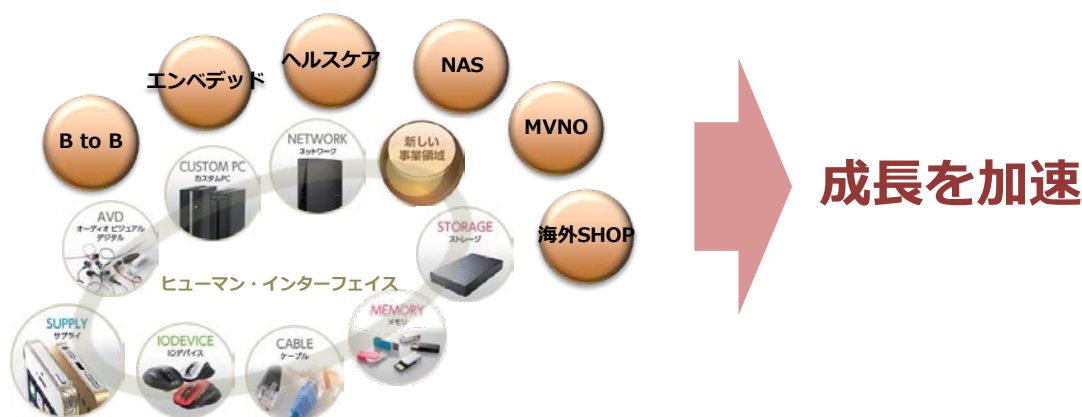 ヘルスケア
エンベデッド
NAS
B to B
MVNO
NETWORK
ネットワーク
新しい
事業領域
CUSTOM PC
カスタムPC
成長を加速
AVD
オーディオ ビジュアル
デジタル
STORAGE
ストレージ
海外SHOP
ヒューマン・インターフェイス
MEMORY
メモリ
SUPPLY
サプライ
IODEVICE
IOデバイス
CABLE
ケーブル